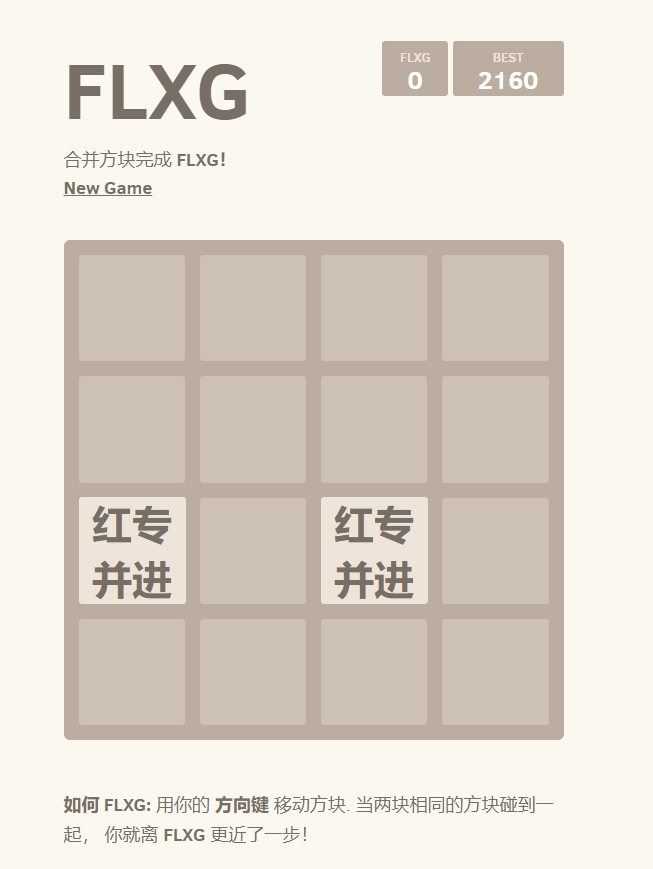 FLXG
FLXG
0
BEST
2160
合并方块完成 FLXG!
New Game
红专
并进
红专
并进
如何 FLXG: 用你的 方向键 移动方块. 当两块相同的方块碰到一
起， 你就离 FLXG 更近了一步!